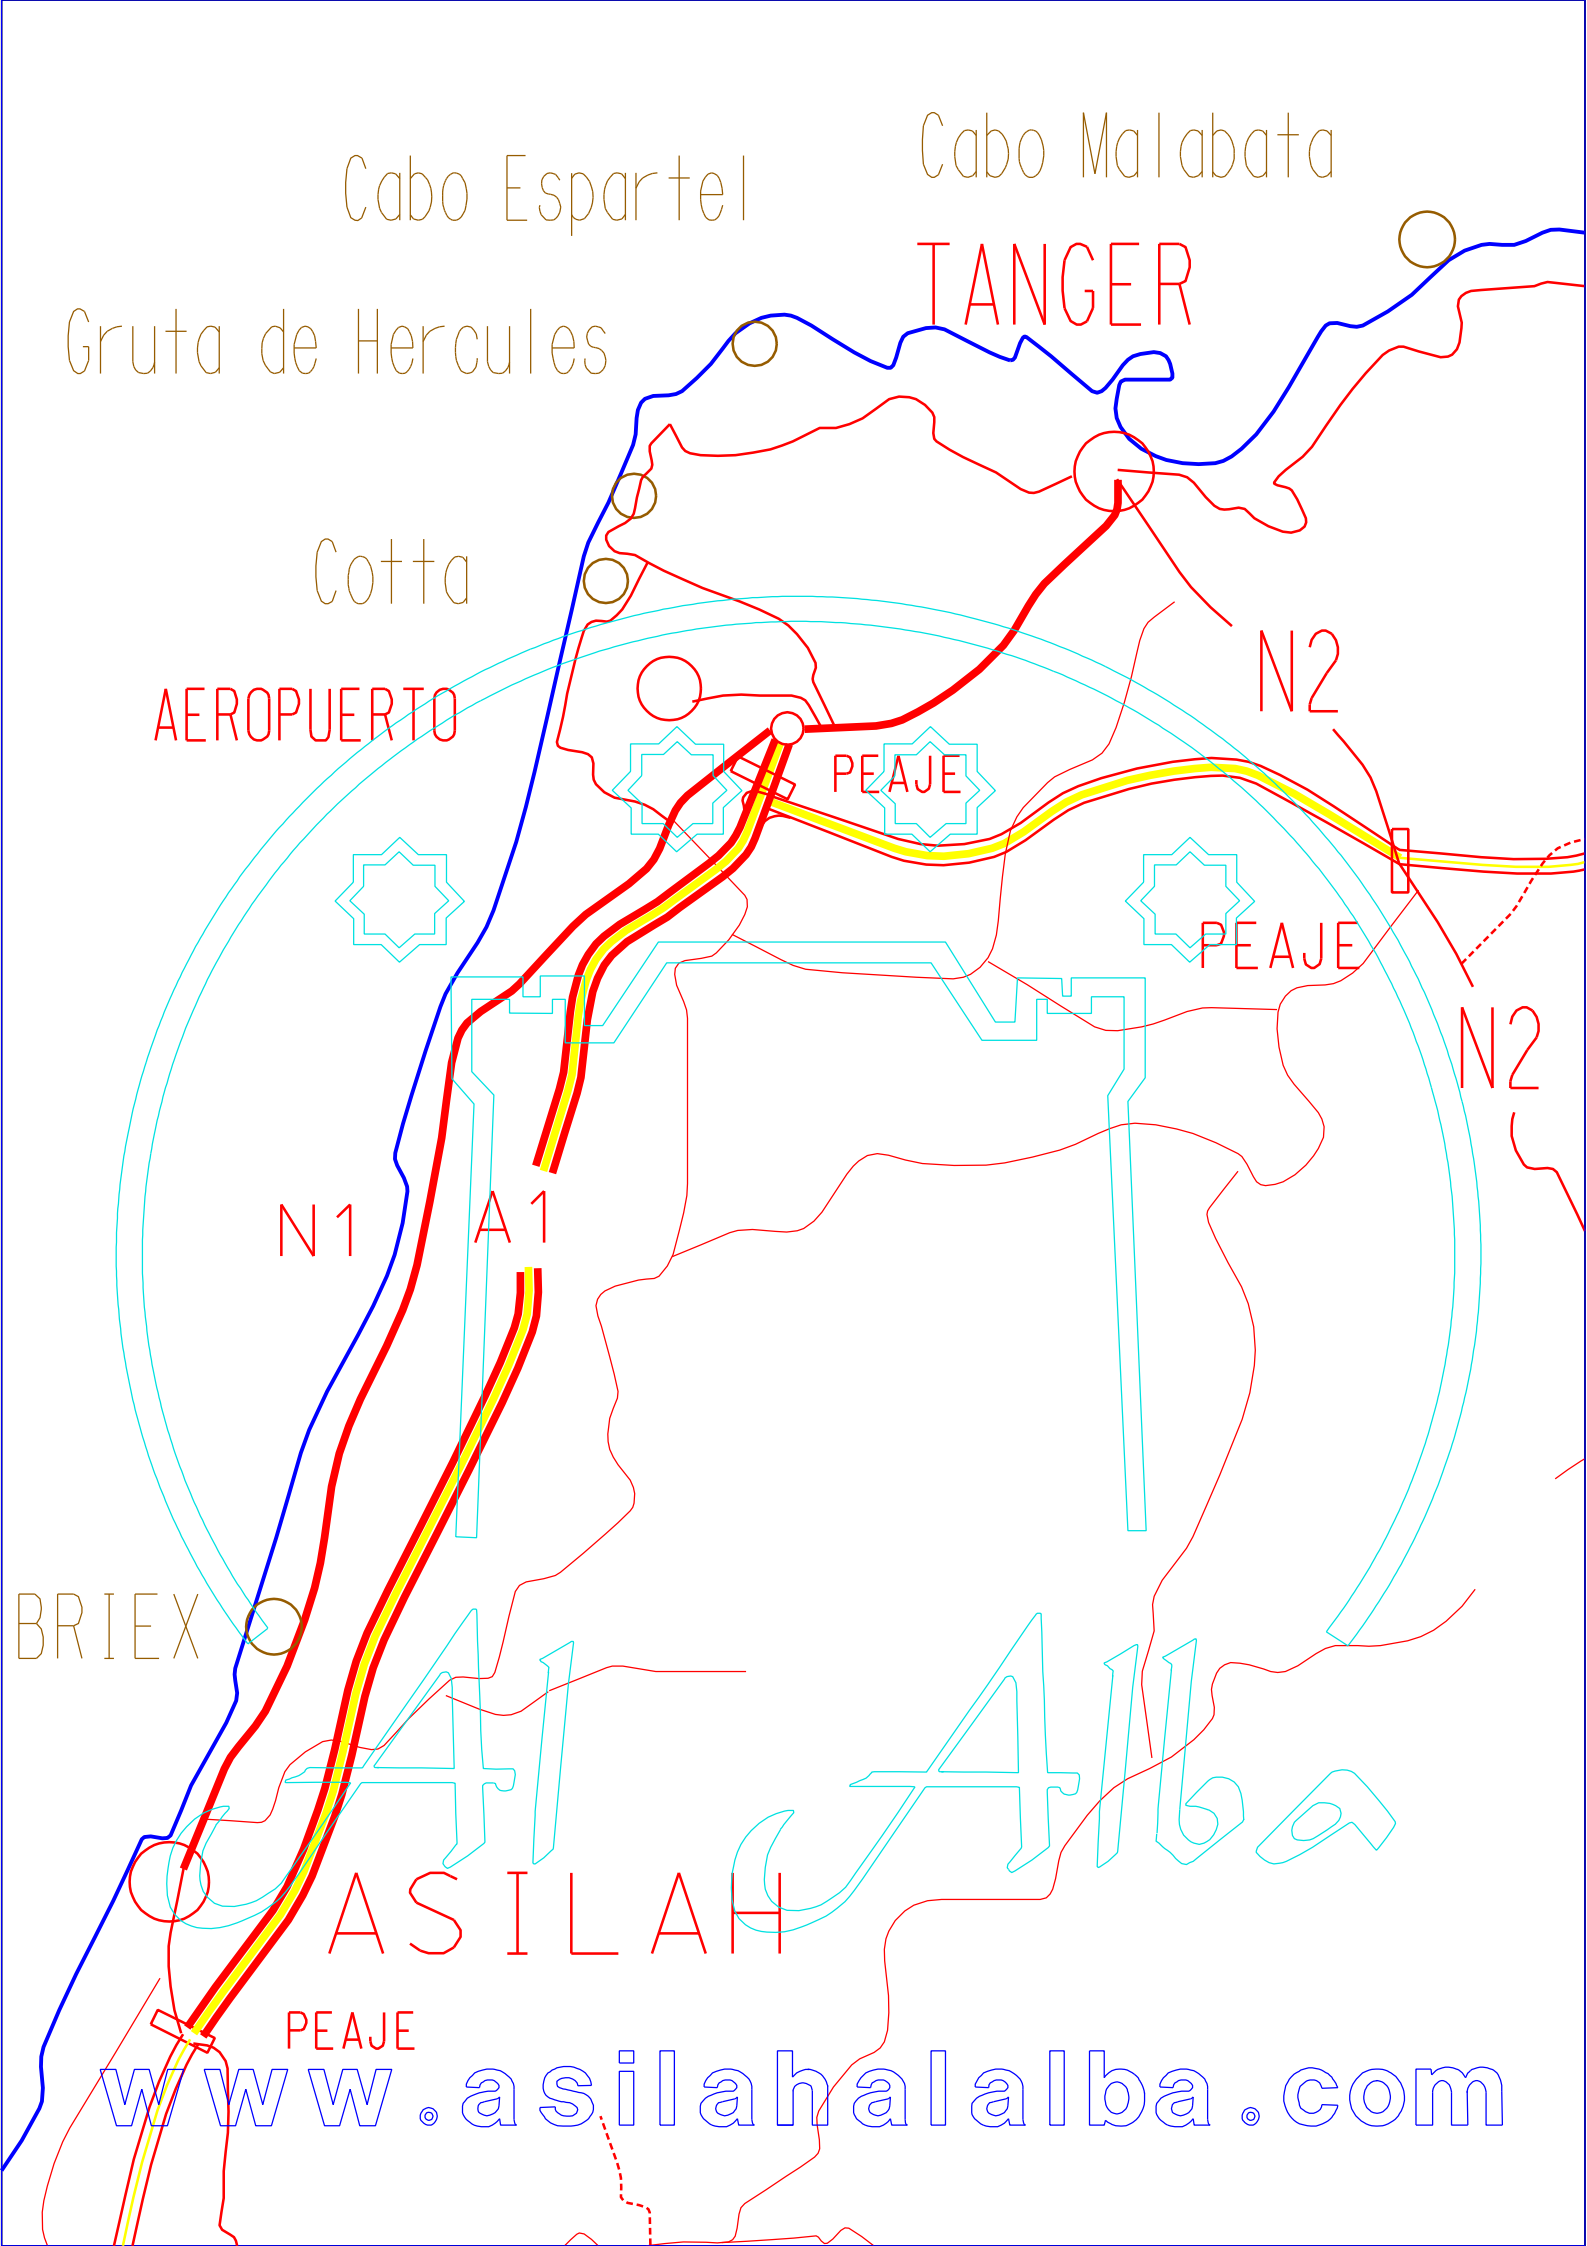 Cabo Malabata
Cabo Espartel
TANGER
Gruta de Hercules
Cotta
N2
AEROPUERTO
PEAJE
PEAJE
N2
N1
A1
BRIEX
Al Alba
ASILAH
PEAJE
www.asilahalalba.com